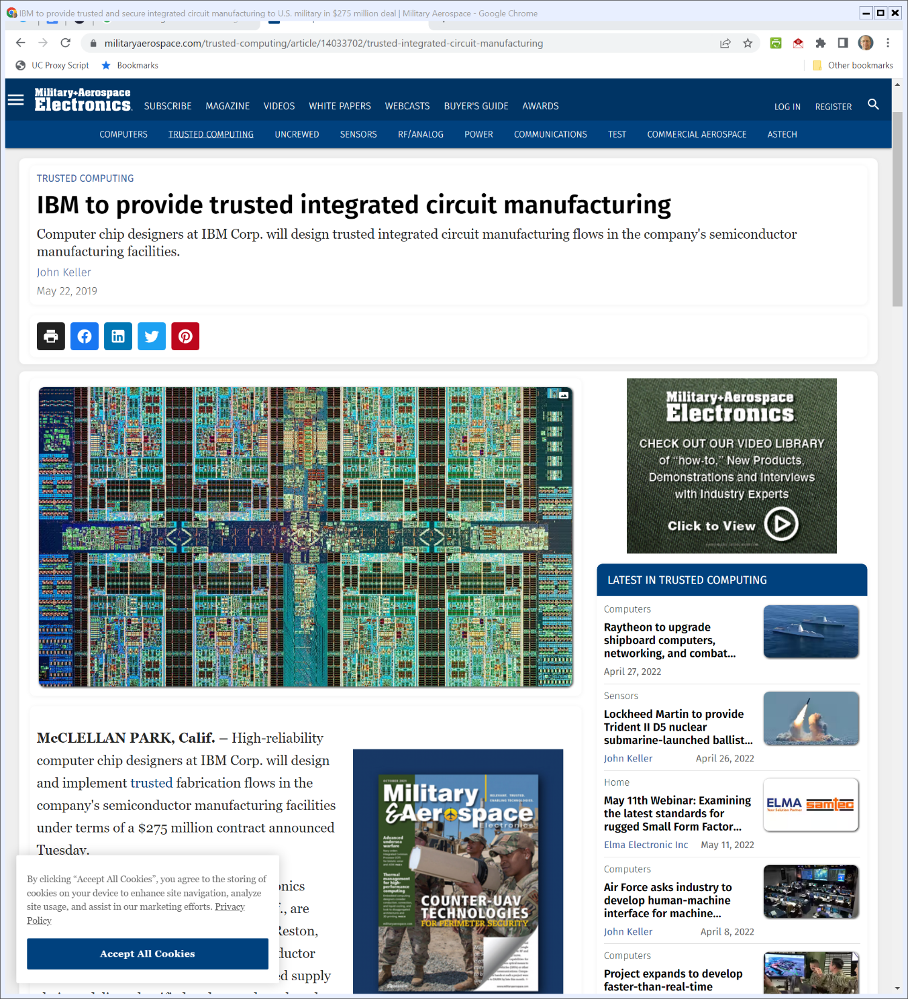 IBM to provide trusted and secure integrated circuit manufacturing to U.S. military in $275 million deal | Military Aerospace - Google Chrome
militaryaerospace.com/trusted-computing/article/14033702/trusted-integrated-circuit-manufacturing
UC Proxy Script
Bookmarks
Other bookmarks
Military+Aerospace
Electronics.
SUBSCRIBE
MAGAZINE
VIDEOS
WHITE PAPERS
WEBCASTS
BUYER'S GUIDE
AWARDS
LOG IN
REGISTER
COMPUTERS
TRUSTED COMPUTING
UNCREWED
SENSORS
RF/ANALOG
POWER
COMMUNICATIONS
TEST
COMMERCIAL AEROSPACE
ASTECH
TRUSTED COMPUTING
IBM to provide trusted integrated circuit manufacturing
Computer chip designers at IBM Corp. will design trusted integrated circuit manufacturing flows in the company's semiconductor
manufacturing facilities.
John Keller
May 22, 2019
Military+Aerospace
Electronics
CHECK OUT OUR VIDEO LIBRARY
of "how-to," New Products,
Demonstrations and Interviews
with Industry Experts
Click to View
LATEST IN TRUSTED COMPUTING
Computers
Raytheon to upgrade
shipboard computers,
networking, and combat...
April 27, 2022
Sensors
Lockheed Martin to provide
Trident II D5 nuclear
submarine-launched ballist...
John Keller
April 26, 2022
Home
May 11th Webinar: Examining
the latest standards for
rugged Small Form Factor...
Elma Electronic Inc
May 11, 2022
ELMA
Your Solution Partner
samtec
Computers
Air Force asks industry to
develop human-machine
interface for machine...
John Keller
April 8, 2022
Computers
Project expands to develop
faster-than-real-time
McCLELLAN PARK, Calif. – High-reliability
computer chip designers at IBM Corp. will design
and implement trusted fabrication flows in the
company's semiconductor manufacturing facilities
under terms of a $275 million contract announced
Tuesday.
onics
., are
Reston,
ductor
ed supply
OCTOBER 2021
Military
&Aerospace
Electronics
RELEVANT. TRUSTED.
ENABLING TECHNOLOGIES.
Advanced
undersea
warfare
Thermal
management
for high-
performance
computing
militaryaerospace.com
COUNTER-UAV
TECHNOLOGIES
FOR PERIMETER SECURITY
www.militaryaerospace.com
By clicking “Accept All Cookies”, you agree to the storing of
cookies on your device to enhance site navigation, analyze
site usage, and assist in our marketing efforts. Privacy
Policy
Accept All Cookies